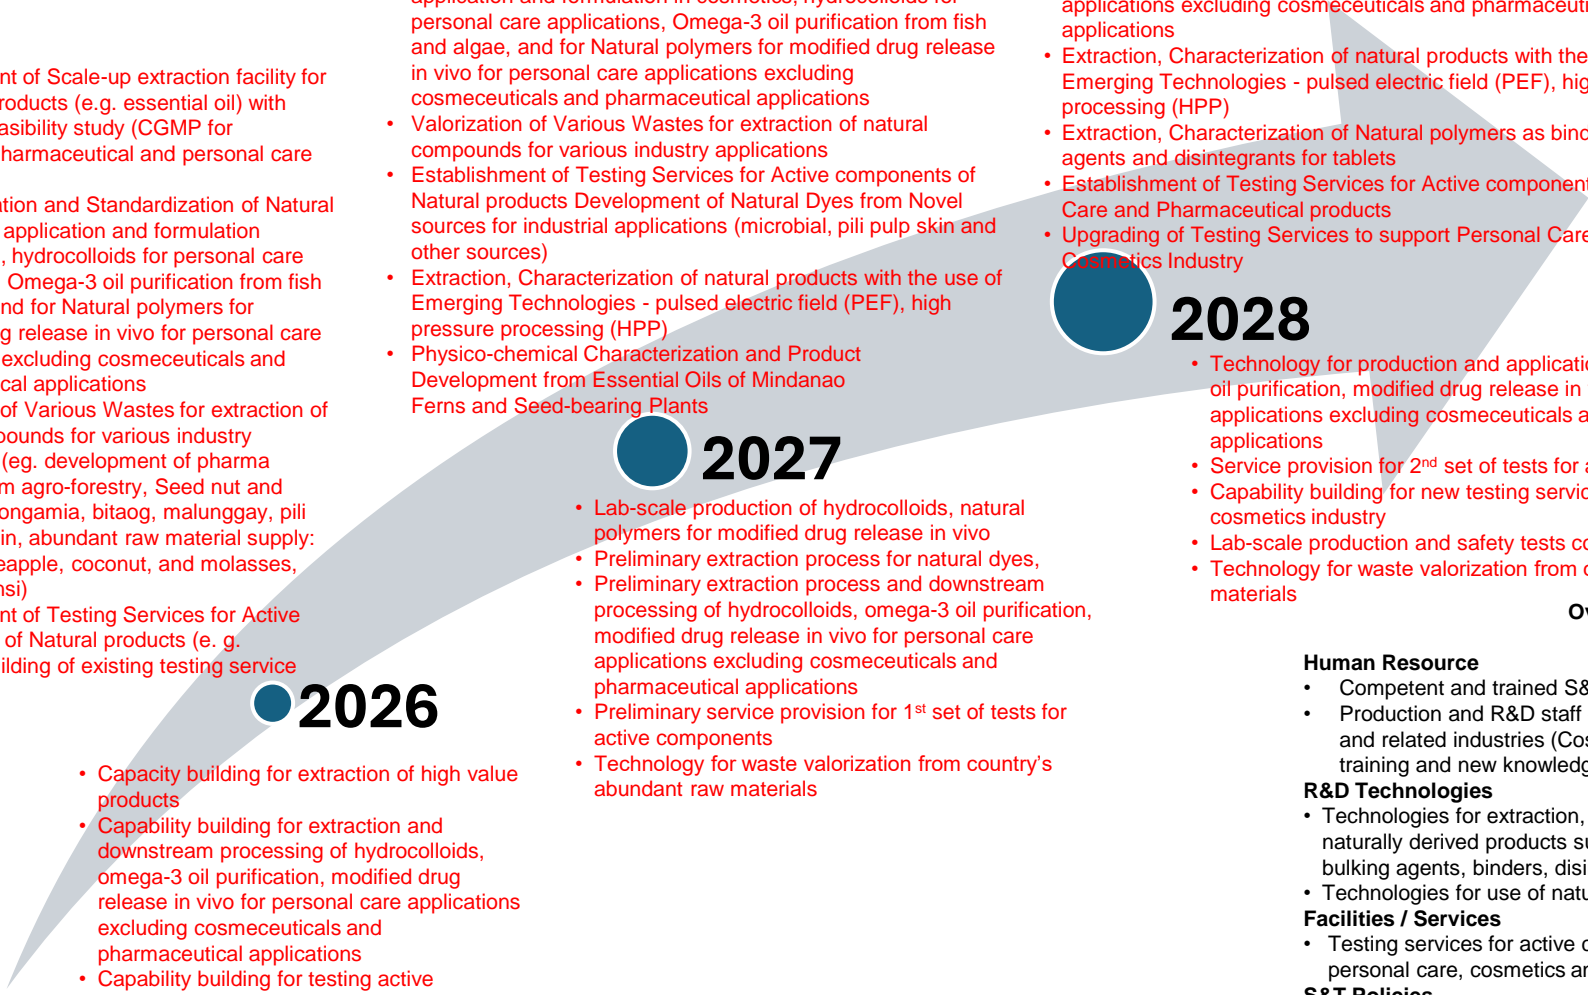 nt of Scale-up extraction facility for
roducts (e.g. essential oil) with
asibility study (CGMP for
harmaceutical and personal care
ation and Standardization of Natural
application and formulation
, hydrocolloids for personal care
Omega-3 oil purification from fish
nd for Natural polymers for
g release in vivo for personal care
excluding cosmeceuticals and
cal applications
of Various Wastes for extraction of
pounds for various industry
(eg. development of pharma
m agro-forestry, Seed nut and
ongamia, bitaog, malunggay, pili
in, abundant raw material supply:
eapple, coconut, and molasses,
nsi)
nt of Testing Services for Active
of Natural products (e. g.
ilding of existing testing service
2026
• Capacity building for extraction of high value
products
• Capability building for extraction and
downstream processing of hydrocolloids,
omega-3 oil purification, modified drug
release in vivo for personal care applications
excluding cosmeceuticals and
pharmaceutical applications
• Capability building for testing active
application and formulation in cosmetics, hydrocolloids for
personal care applications, Omega-3 oil purification from fish
and algae, and for Natural polymers for modified drug release
in vivo for personal care applications excluding
cosmeceuticals and pharmaceutical applications
• Valorization of Various Wastes for extraction of natural
compounds for various industry applications
• Establishment of Testing Services for Active components of
Natural products Development of Natural Dyes from Novel
sources for industrial applications (microbial, pili pulp skin and
other sources)
• Extraction, Characterization of natural products with the use of
Emerging Technologies - pulsed electric field (PEF), high
pressure processing (HPP)
• Physico-chemical Characterization and Product
Development from Essential Oils of Mindanao
Ferns and Seed-bearing Plants
2027
• Lab-scale production of hydrocolloids, natural
polymers for modified drug release in vivo
• Preliminary extraction process for natural dyes,
• Preliminary extraction process and downstream
processing of hydrocolloids, omega-3 oil purification,
modified drug release in vivo for personal care
applications excluding cosmeceuticals and
pharmaceutical applications
• Preliminary service provision for 1st set of tests for
active components
• Technology for waste valorization from country's
abundant raw materials
applications excluding cosmeceuticals and pharmaceuti
applications
• Extraction, Characterization of natural products with the
Emerging Technologies - pulsed electric field (PEF), hig
processing (HPP)
• Extraction, Characterization of Natural polymers as bind
agents and disintegrants for tablets
• Establishment of Testing Services for Active component
Care and Pharmaceutical products
• Upgrading of Testing Services to support Personal Care
Cosmetics Industry
2028
• Technology for production and applicatio
oil purification, modified drug release in
applications excluding cosmeceuticals a
applications
• Service provision for 2nd set of tests for a
• Capability building for new testing servic
cosmetics industry
• Lab-scale production and safety tests co
• Technology for waste valorization from c
materials
Ov
Human Resource
• Competent and trained S&
• Production and R&D staff
and related industries (Cos
training and new knowledg
R&D Technologies
• Technologies for extraction,
naturally derived products su
bulking agents, binders, disi
• Technologies for use of natu
Facilities / Services
• Testing services for active c
personal care, cosmetics an
S&T Policies